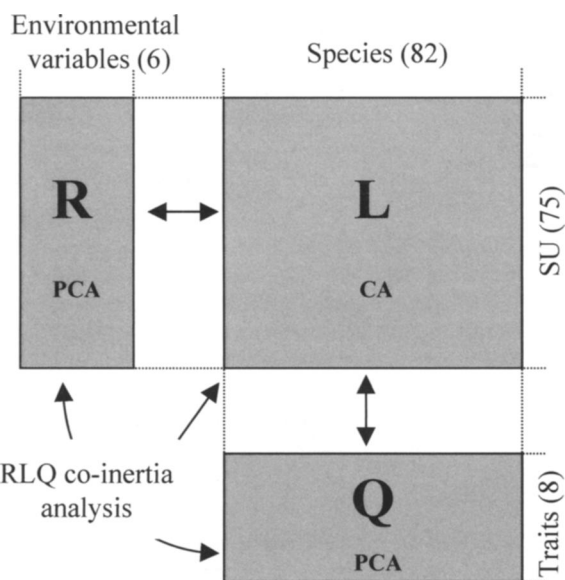 Environmental
variables (6)
Species (82)
R
PCA
L
CA
SU (75)
RLQ co-inertia
analysis
Q
PCA
Traits (8)